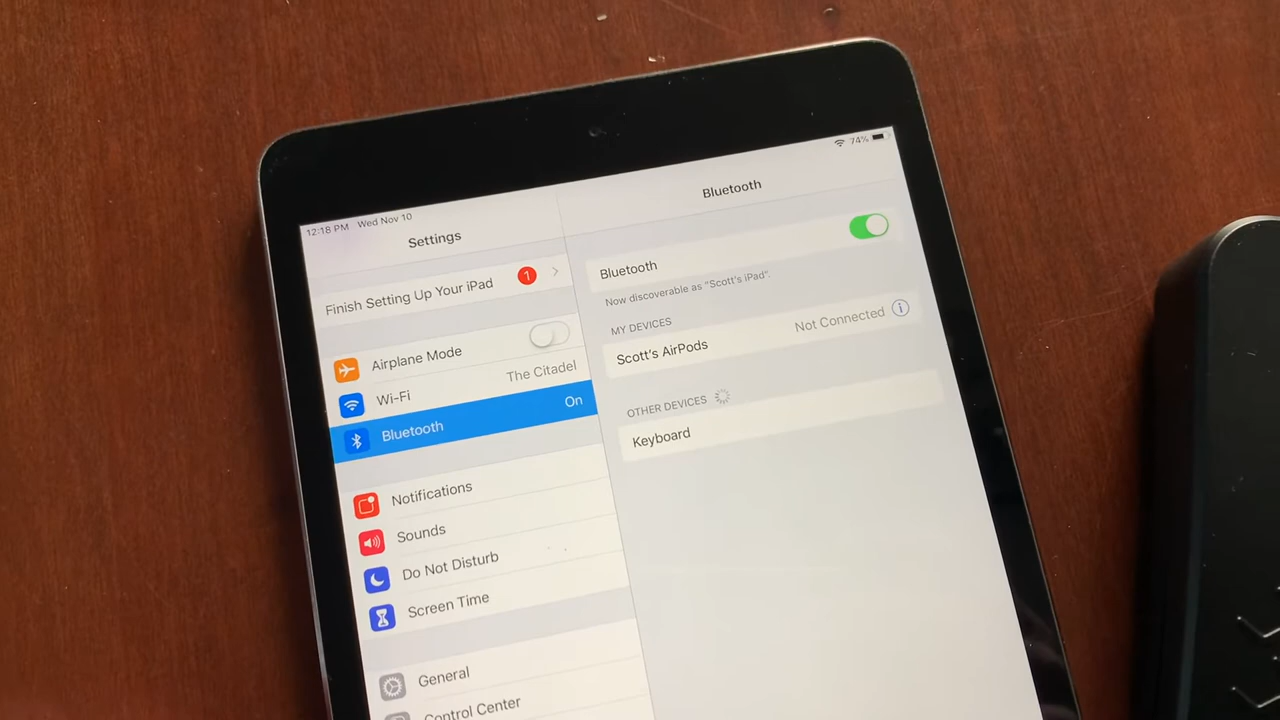 12:18 PM Wed Nov 10
74%
Settings
Finish Setting Up Your iPad 1
Airplane Mode
Wi-Fi The Citadel
Bluetooth On
Notifications
Sounds
Do Not Disturb
Screen Time
General
Control Center
Bluetooth
Bluetooth
Now discoverable as "Scott's iPad".
MY DEVICES
Scott's AirPods Not Connected i
OTHER DEVICES
Keyboard